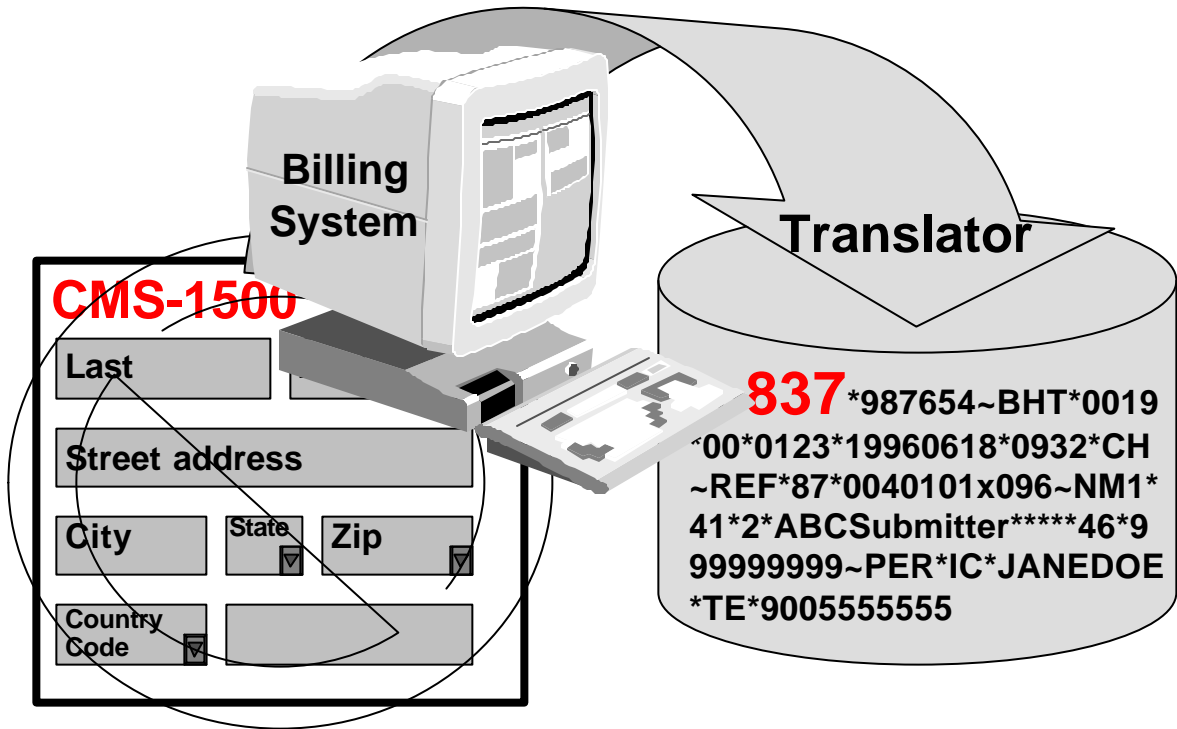 Billing
System
Translator
CMS-1500
Last
Street address
City
State
Zip
Country
Code
837*987654~BHT*0019
*00*0123*19960618*0932*CH
~REF*87*0040101x096~NM1*
41*2*ABCSubmitter*****46*9
99999999~PER*IC*JANEDOE
*TE*9005555555